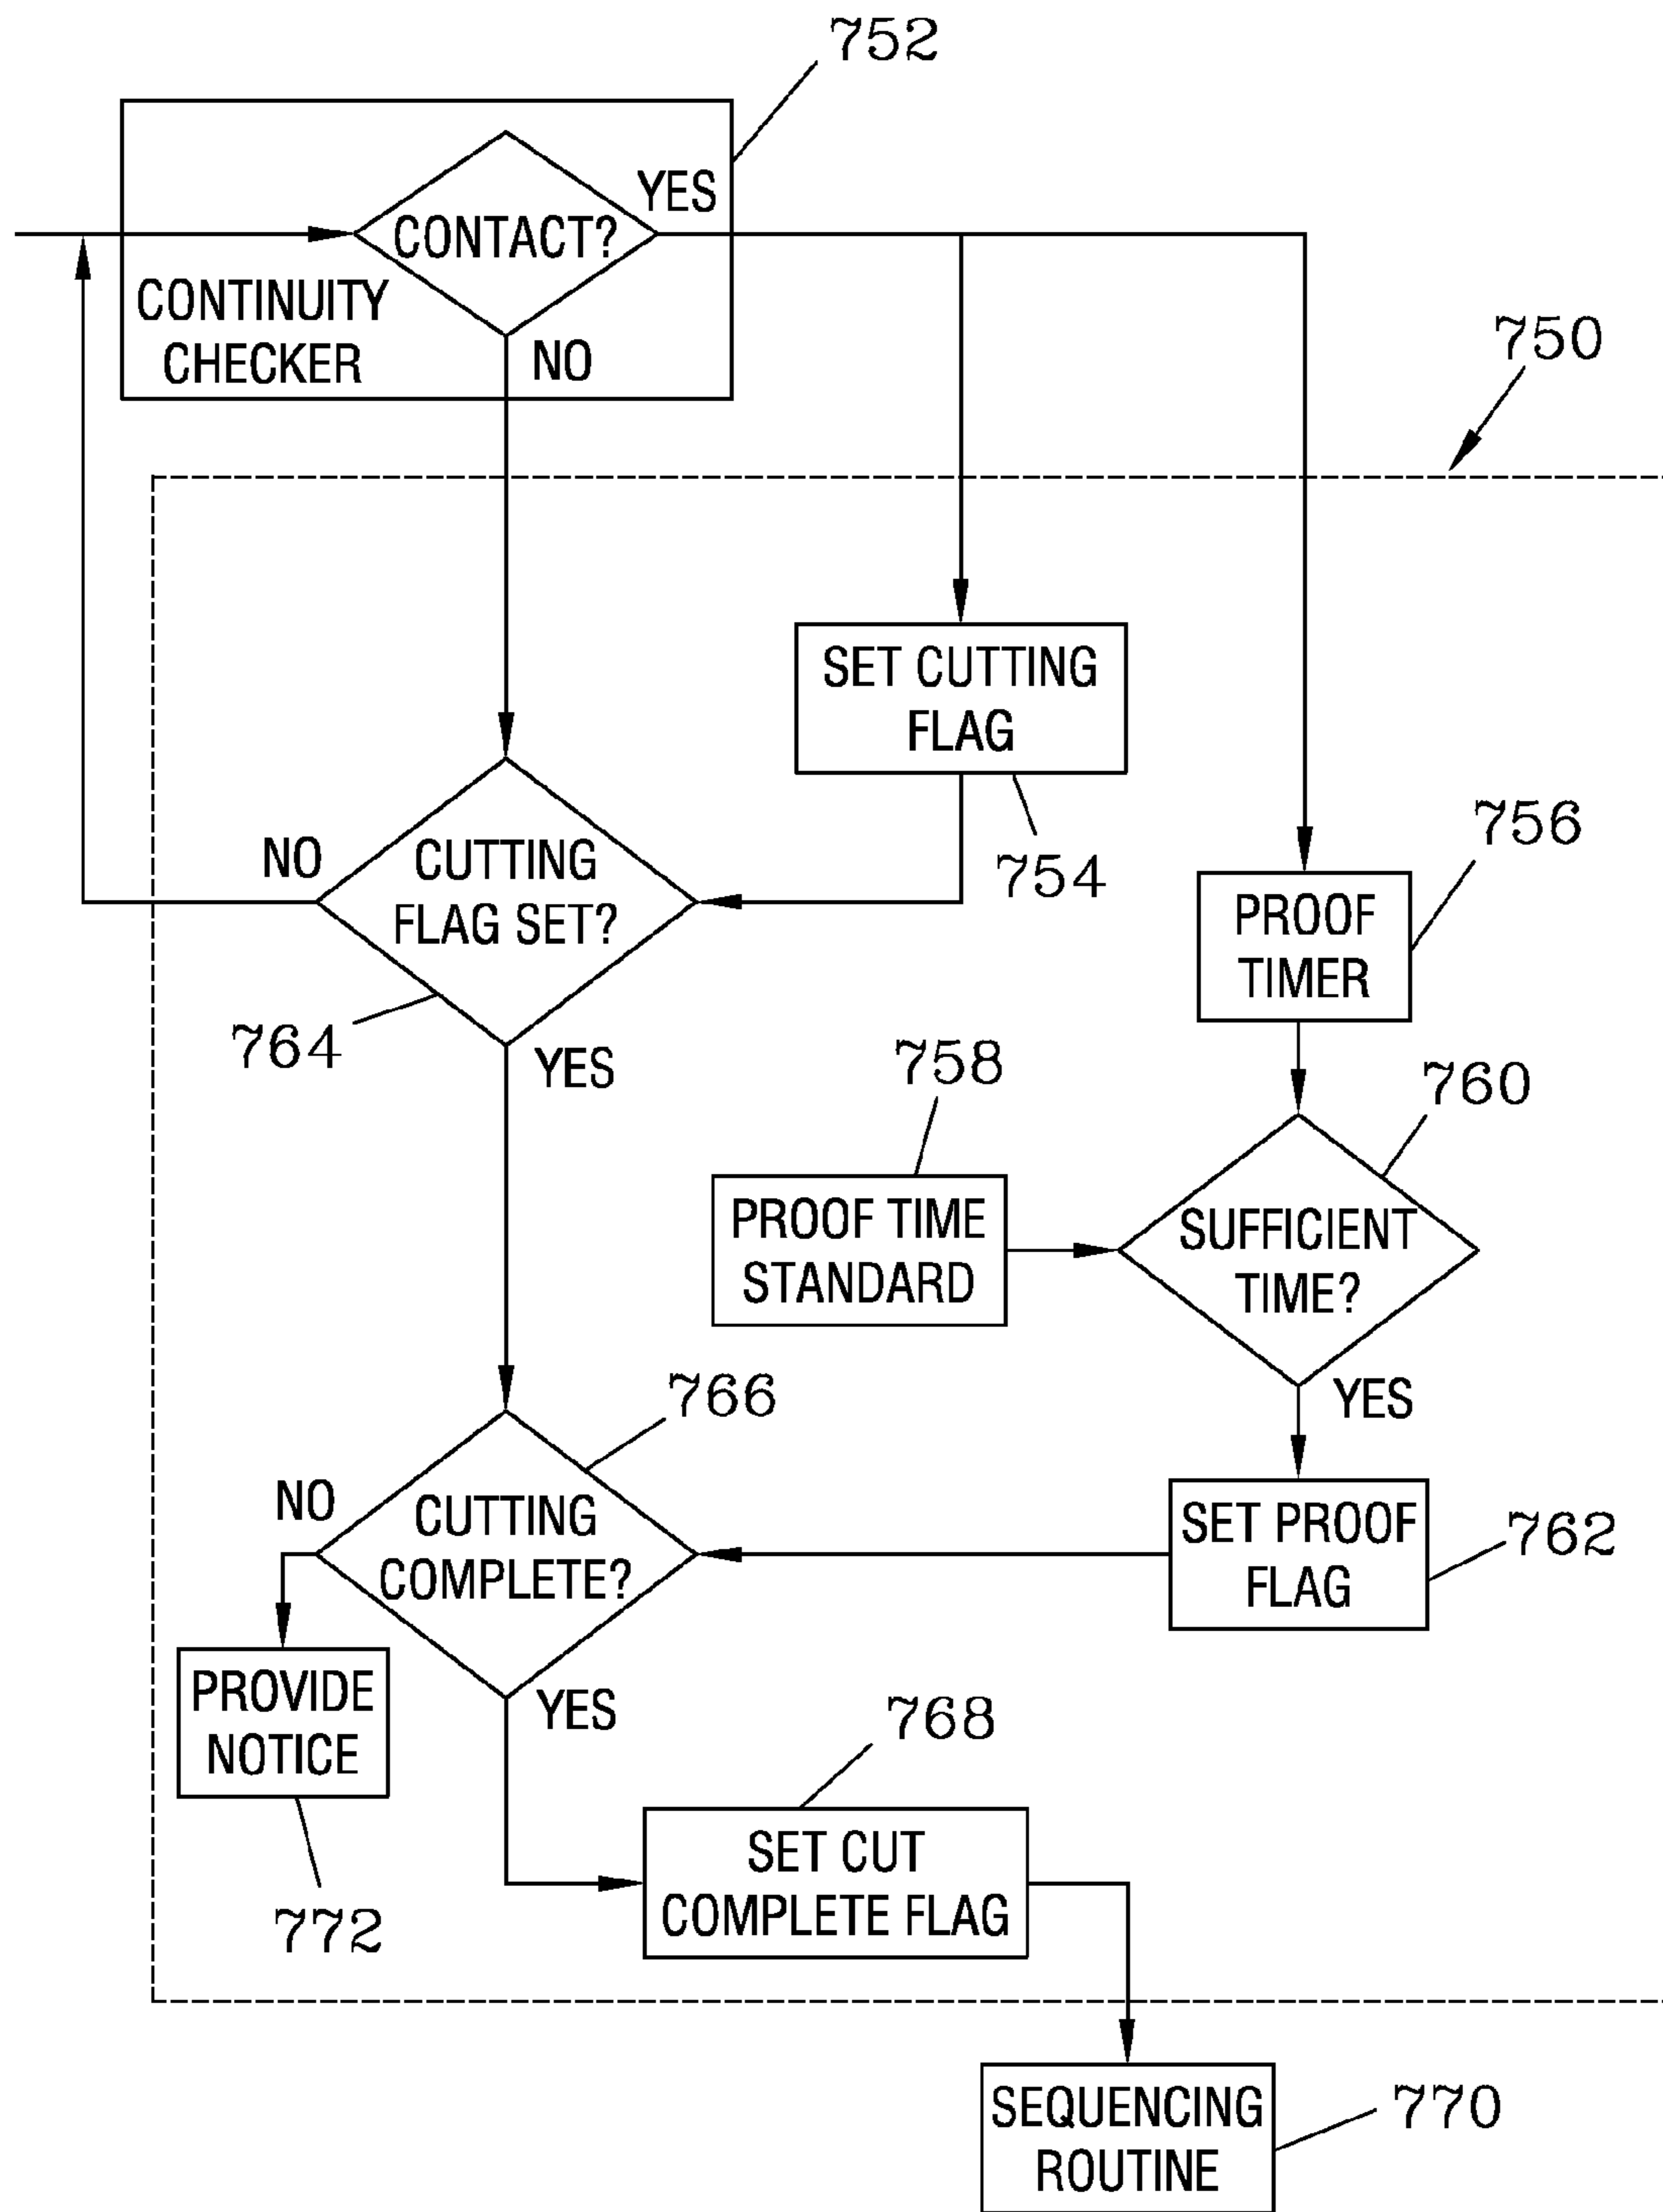 752
YES
CONTACT?
CONTINUITY
CHECKER
NO
750
SET CUTTING
FLAG
754
756
NO
CUTTING
FLAG SET?
764
YES
PROOF
TIMER
758
760
PROOF TIME
STANDARD
SUFFICIENT
TIME?
YES
766
NO
CUTTING
COMPLETE?
YES
SET PROOF
FLAG
762
PROVIDE
NOTICE
772
768
SET CUT
COMPLETE FLAG
SEQUENCING
ROUTINE
770